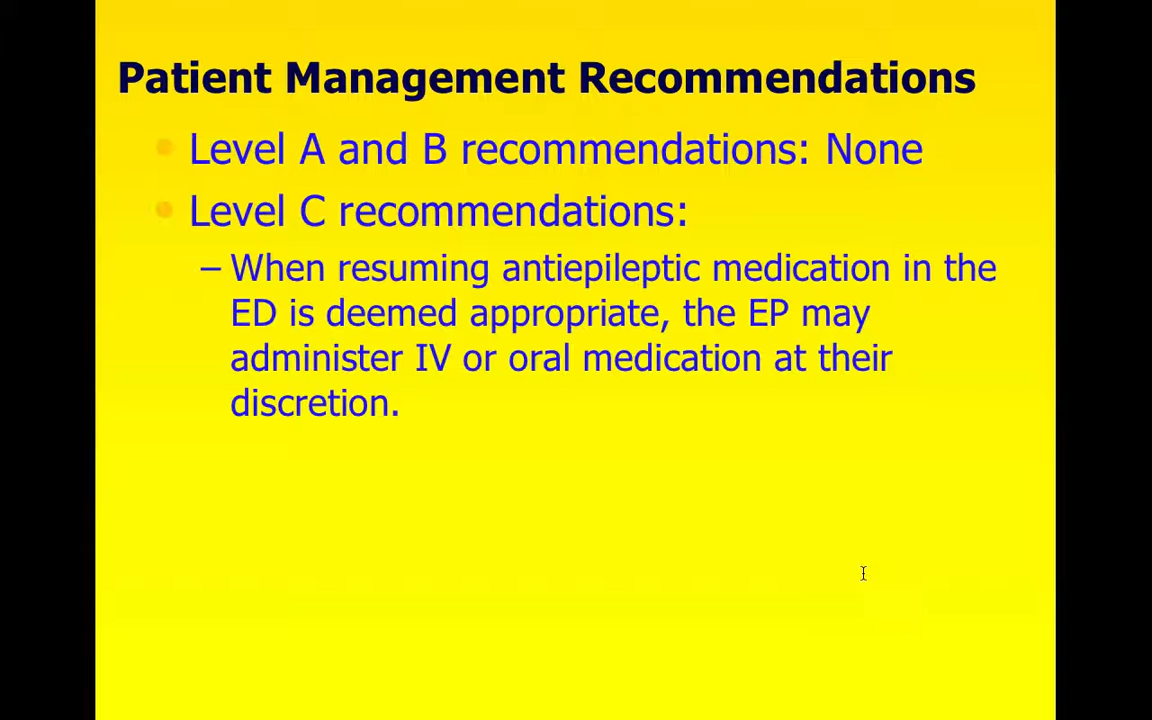 Patient Management Recommendations
Level A and B recommendations: None
Level C recommendations:
– When resuming antiepileptic medication in the
ED is deemed appropriate, the EP may
administer IV or oral medication at their
discretion.